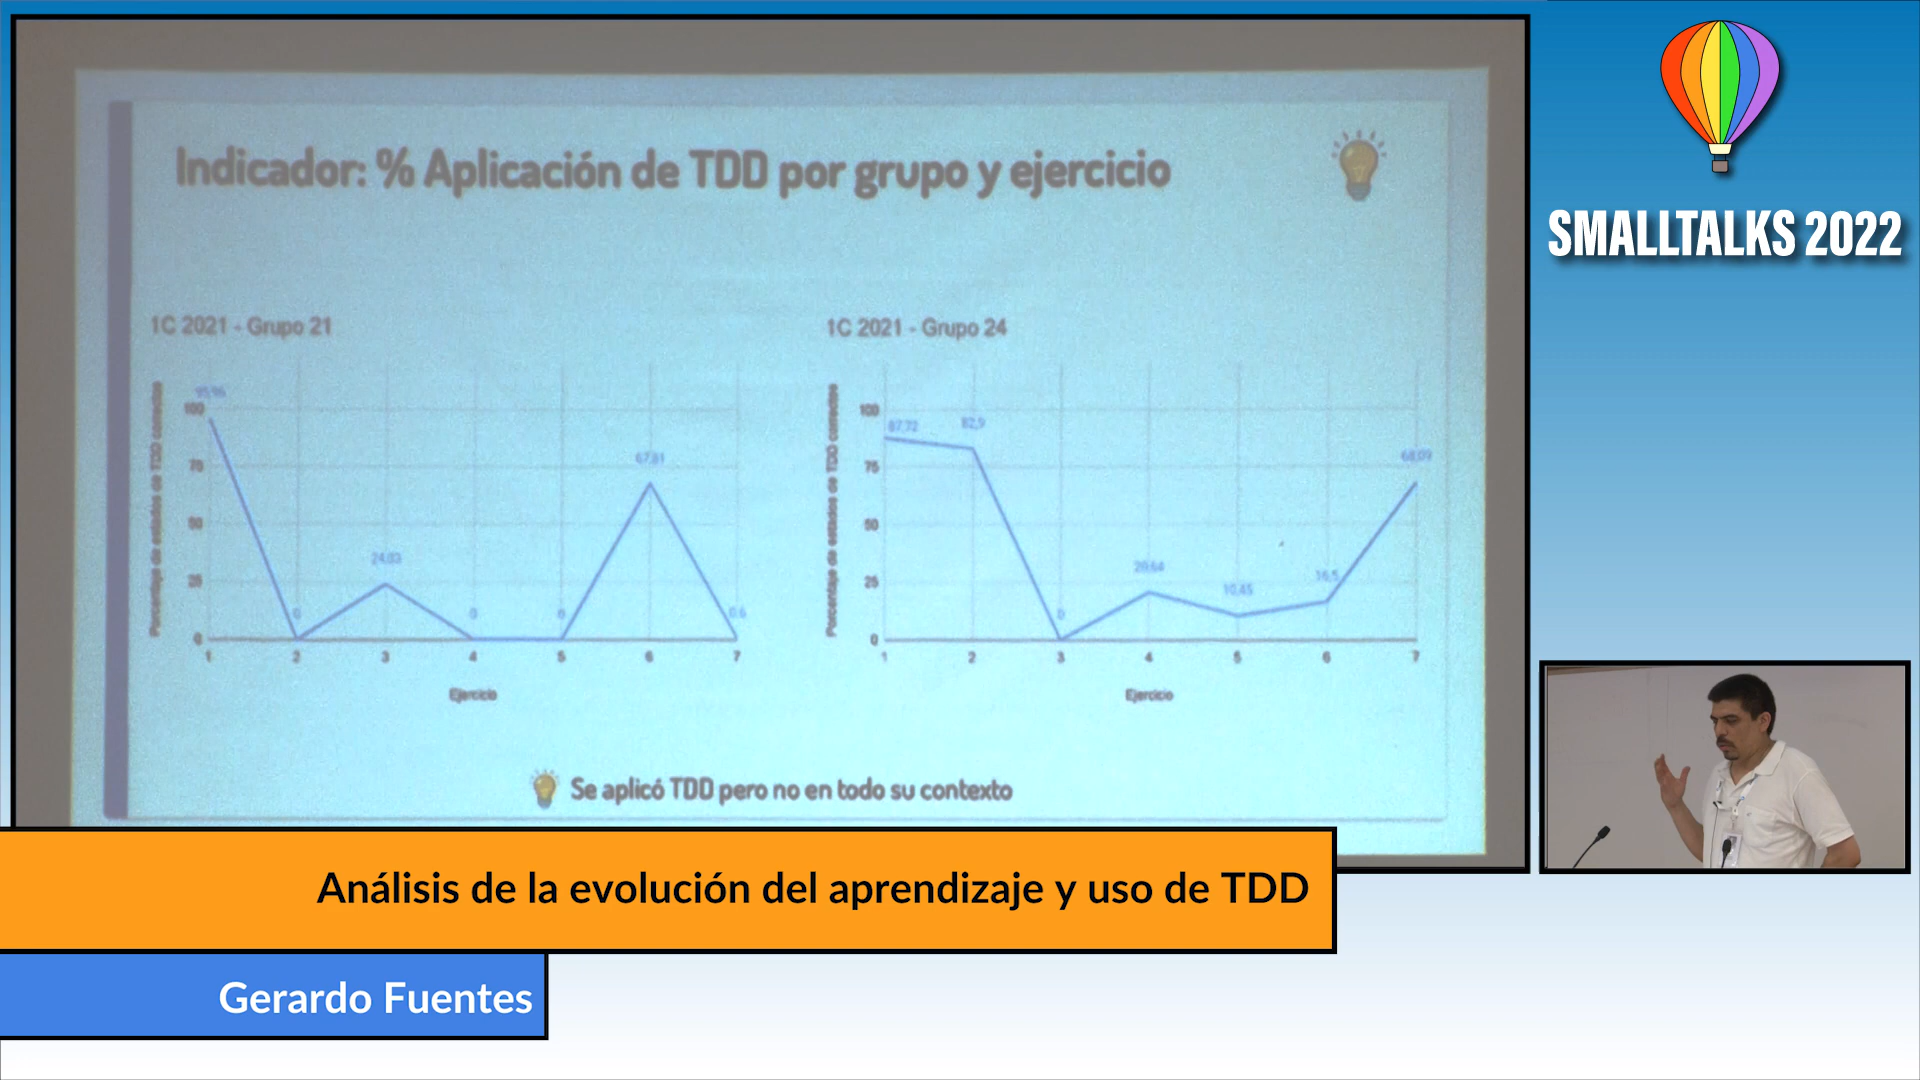 Indicador: % Aplicación de TDD por grupo y ejercicio
1C 2021 - Grupo 21
Porcentaje de estados de TDD correctos
95,96
100
75
50
25
0
0
24,03
0
0
67,81
0.6
1 2 3 4 5 6 7
Ejercicio
1C 2021 - Grupo 24
Porcentaje de estados de TDD correctos
100
75
50
25
0
87,72
82,9
0
20,64
10,45
16,5
68,09
1 2 3 4 5 6 7
Ejercicio
Se aplicó TDD pero no en todo su contexto
SMALLTALKS 2022
Análisis de la evolución del aprendizaje y uso de TDD
Gerardo Fuentes